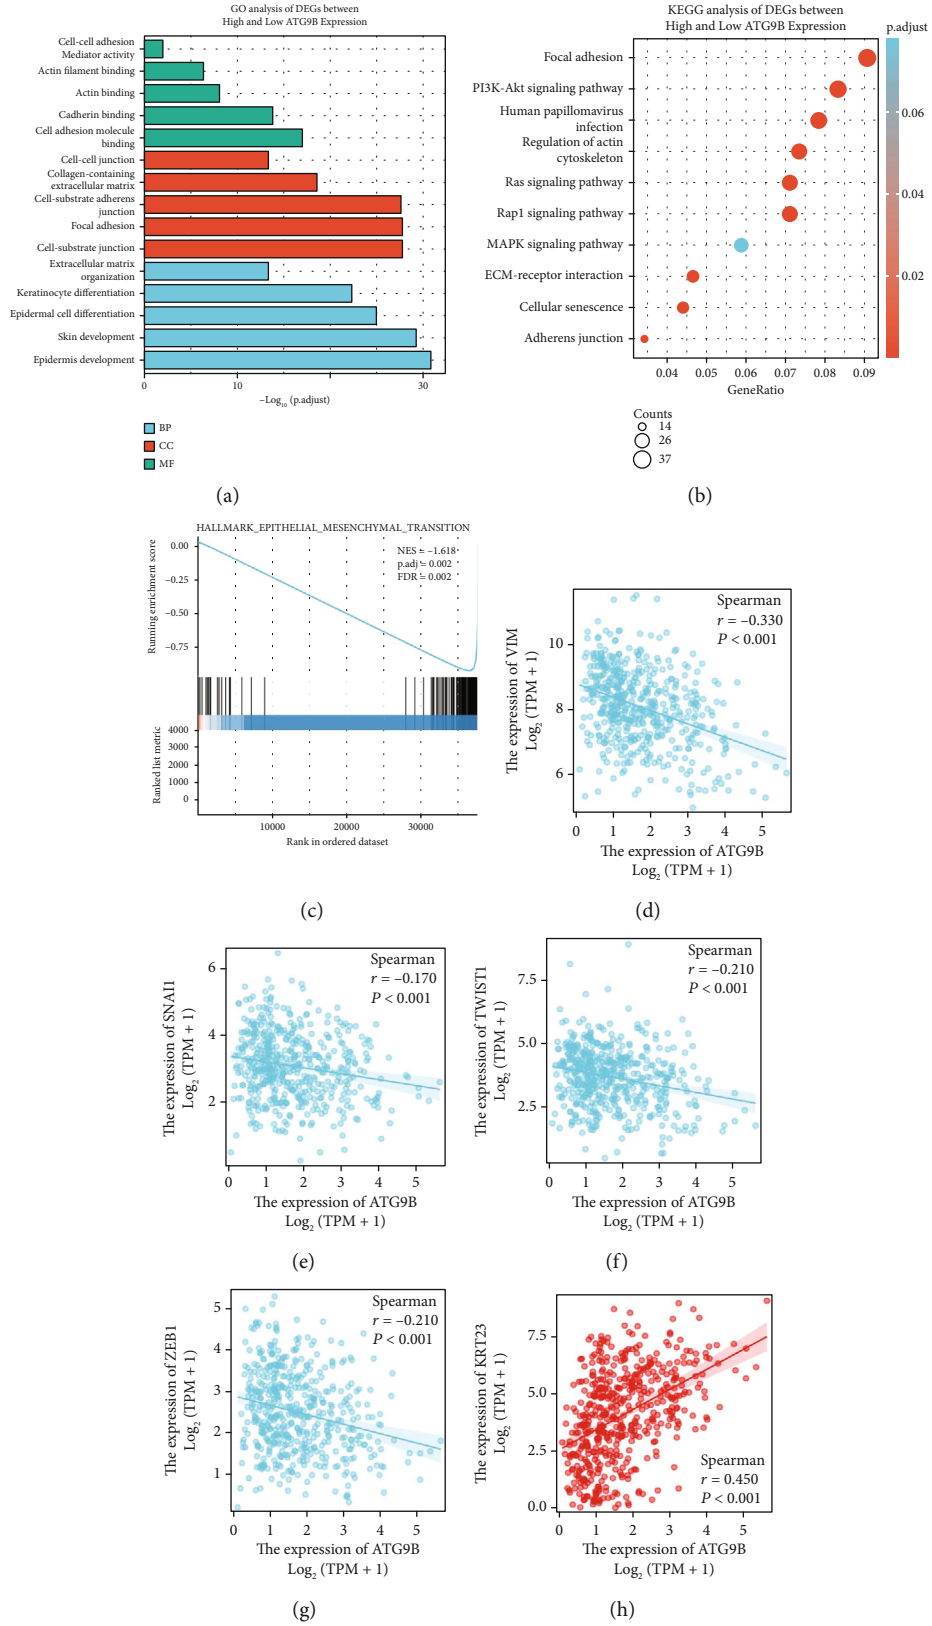 GO analysis of DEGs between
High and Low ATG9B Expression
Cell-cell adhesion
Mediator activity
Actin filament binding
Actin binding
Cadherin binding
Cell adhesion molecule
binding
Cell-cell junction
Collagen-containing
extracellular matrix
Cell-substrate adherens
junction
Focal adhesion
Cell-substrate junction
Extracellular matrix
organization
Keratinocyte differentiation
Epidermal cell differentiation
Skin development
Epidermis development
0 10 30
–Log10 (p.adjust)
BP
CC
MF
(a)
KEGG analysis of DEGs between
High and Low ATG9B Expression
p.adjust
Focal adhesion
PI3K-Akt signaling pathway
Human papillomavirus
infection
Regulation of actin
cytoskeleton
Ras signaling pathway
Rap1 signaling pathway
MAPK signaling pathway
ECM-receptor interaction
Cellular senescence
Adherens junction
0.04 0.05 0.06 0.07 0.08 0.09
GeneRatio
0.06
0.04
0.02
Counts
14
26
37
(b)
HALLMARK_EPITHELIAL_MESENCHYMAL_TRANSITION
NES = –1.618
p.adj = 0.002
FDR = 0.002
Running enrichment score
0.00
–0.25
–0.50
–0.75
Ranked list metric
4000
3000
2000
1000
0
10000 20000 30000
Rank in ordered dataset
(c)
Spearman
r = –0.330
P < 0.001
The expression of VIM
Log2 (TPM + 1)
10
8
6
0 1 2 3 4 5
The expression of ATG9B
Log2 (TPM + 1)
(d)
Spearman
r = –0.170
P < 0.001
The expression of SNAI1
Log2 (TPM + 1)
6
4
2
0 1 2 3 4 5
The expression of ATG9B
Log2 (TPM + 1)
(e)
Spearman
r = –0.210
P < 0.001
The expression of TWIST1
Log2 (TPM + 1)
7.5
5.0
2.5
0 1 2 3 4 5
The expression of ATG9B
Log2 (TPM + 1)
(f)
Spearman
r = –0.210
P < 0.001
The expression of ZEB1
Log2 (TPM + 1)
5
4
3
2
1
0 1 2 3 4 5
The expression of ATG9B
Log2 (TPM + 1)
(g)
Spearman
r = 0.450
P < 0.001
The expression of KRT23
Log2 (TPM + 1)
7.5
5.0
2.5
0.0
0 1 2 3 4 5
The expression of ATG9B
Log2 (TPM + 1)
(h)